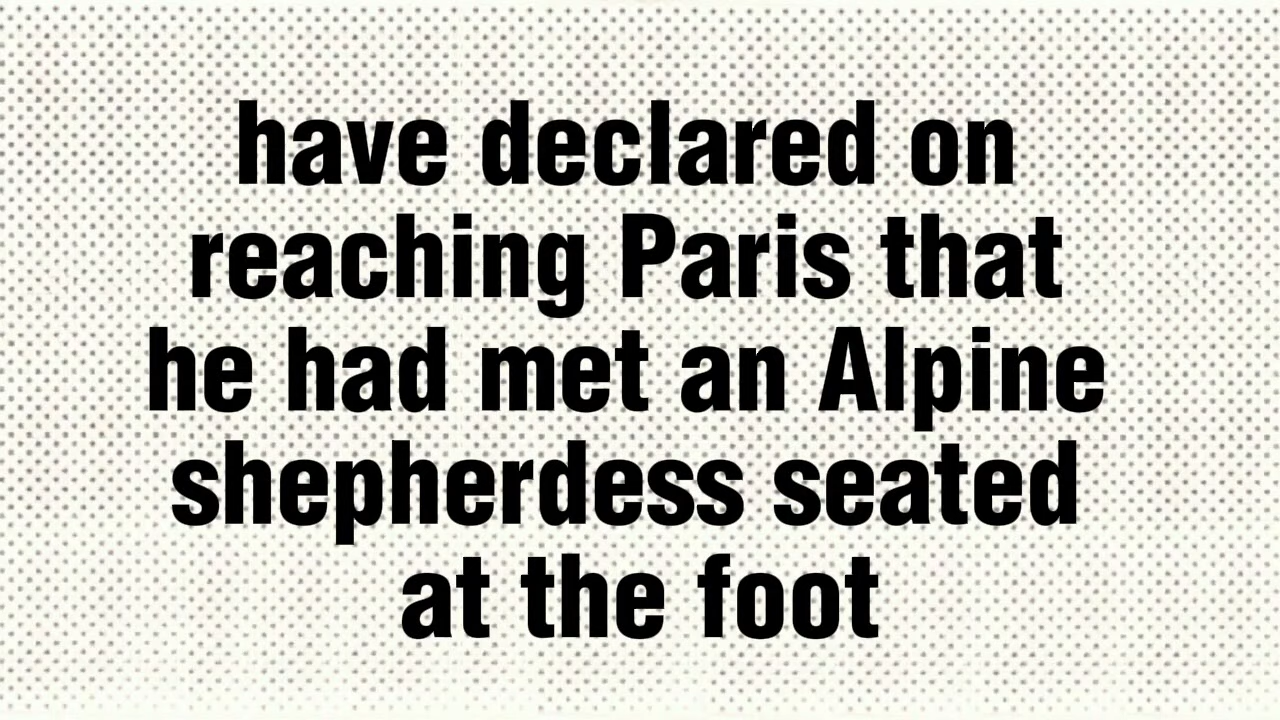 have declared on
reaching Paris that
he had met an Alpine
shepherdess seated
at the foot